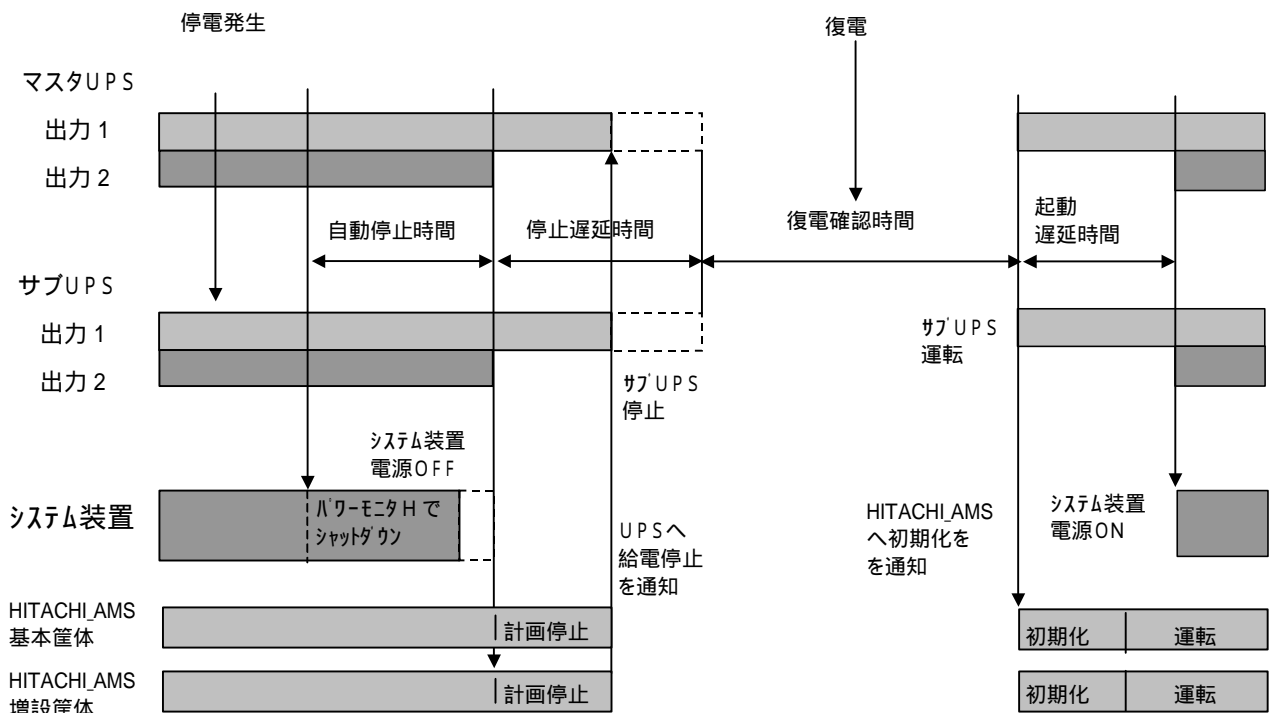 停電発生
復電
マスタUPS
出力1
出力2
自動停止時間
停止遅延時間
復電確認時間
起動
遅延時間
サブUPS
出力1
出力2
ｻﾌﾞUPS
停止
ｻﾌﾞUPS
運転
ｼｽﾃﾑ装置
電源OFF
ｼｽﾃﾑ装置
ﾊﾟﾜｰﾓﾆﾀHで
ｼｬｯﾄﾀﾞｳﾝ
UPSへ
給電停止
を通知
HITACHI_AMS
へ初期化を
を通知
ｼｽﾃﾑ装置
電源ON
HITACHI_AMS
基本筐体
計画停止
初期化
運転
HITACHI_AMS
増設筐体
計画停止
初期化
運転